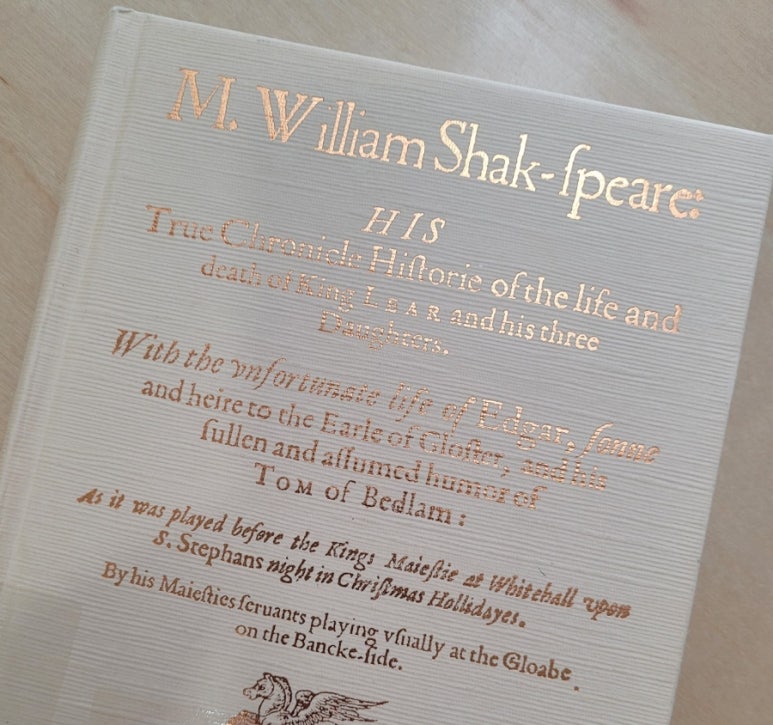 M. William Shak-ſpeare:
HIS
True Chronicle Hiſtorie of the life and
death of King LEAR and his three
Daughters.
With the vnfortunate life of Edgar, ſonne
and heire to the Earle of Gloſter, and his
ſullen and aſſumed humor of
TOM of Bedlam:
As it was played before the Kings Maieſtie at Whitehall vpon
S. Stephans night in Chriſtmas Hollidayes.
By his Maieſties ſeruants playing vſually at the Gloabe.
on the Bancke-ſide.